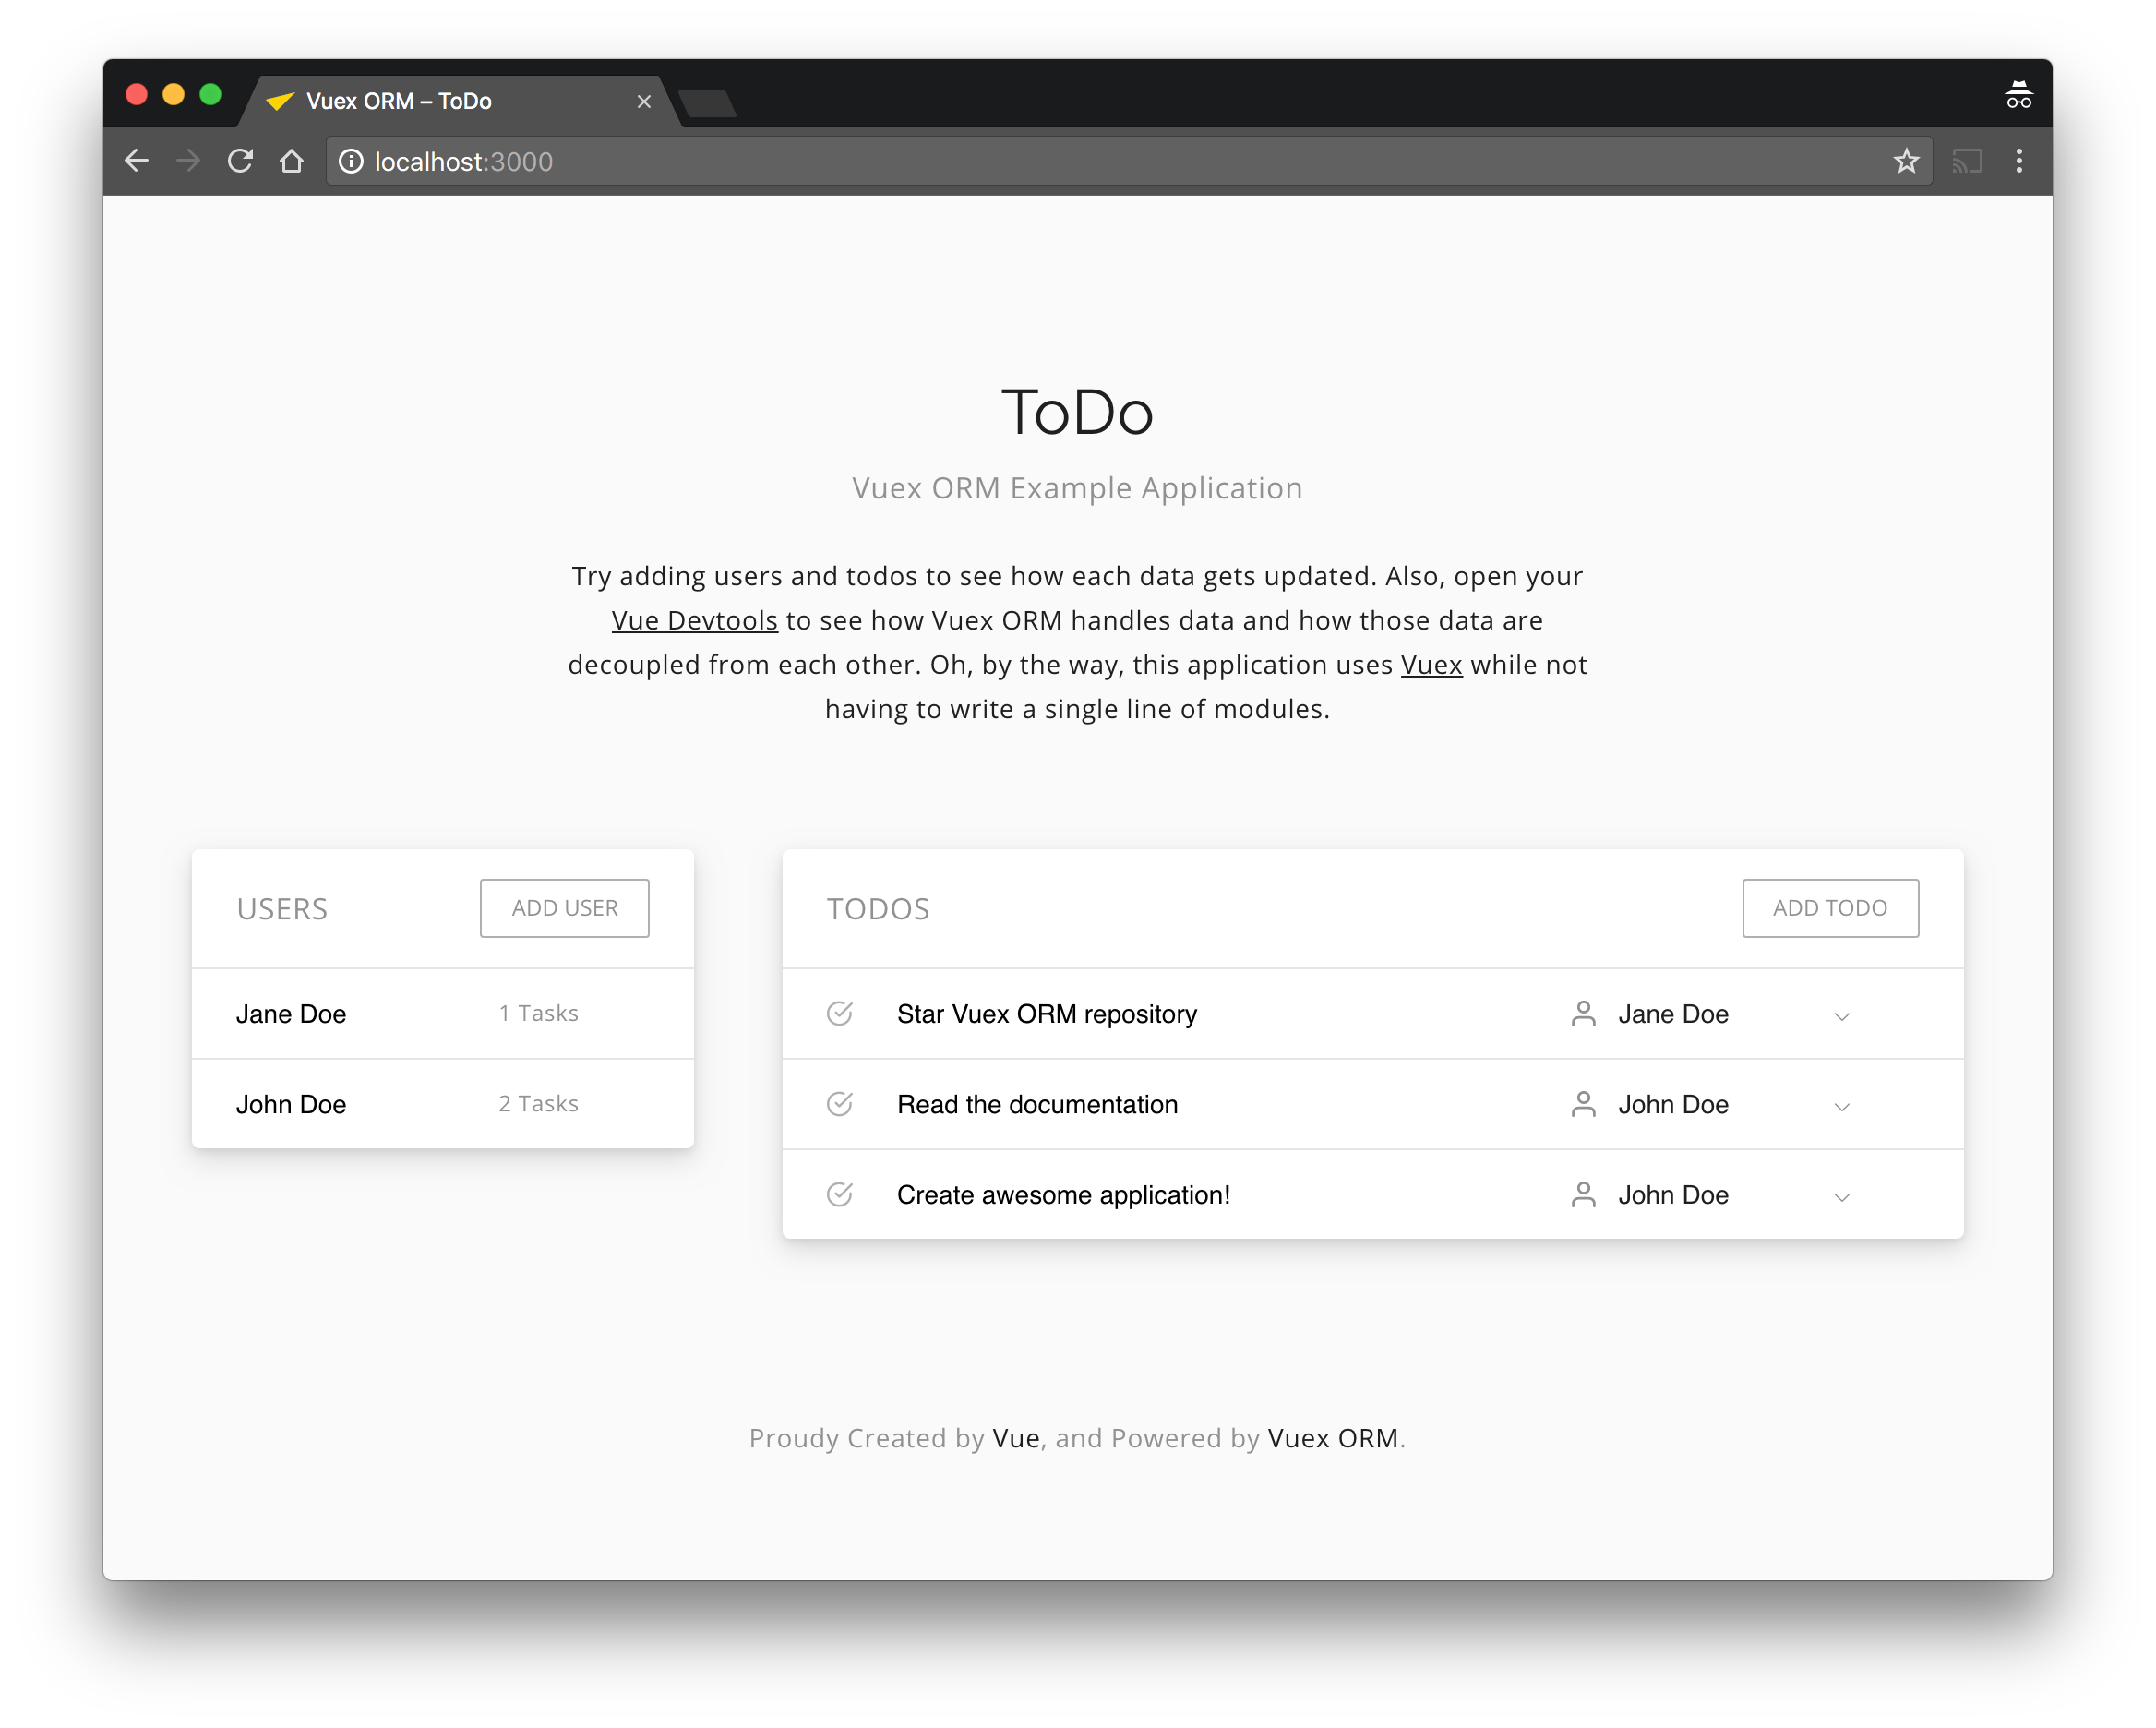 Vuex ORM – ToDo
localhost:3000
ToDo
Vuex ORM Example Application
Try adding users and todos to see how each data gets updated. Also, open your
Vue Devtools to see how Vuex ORM handles data and how those data are
decoupled from each other. Oh, by the way, this application uses Vuex while not
having to write a single line of modules.
USERS
ADD USER
Jane Doe
1 Tasks
John Doe
2 Tasks
TODOS
ADD TODO
Star Vuex ORM repository
Jane Doe
Read the documentation
John Doe
Create awesome application!
John Doe
Proudy Created by Vue, and Powered by Vuex ORM.